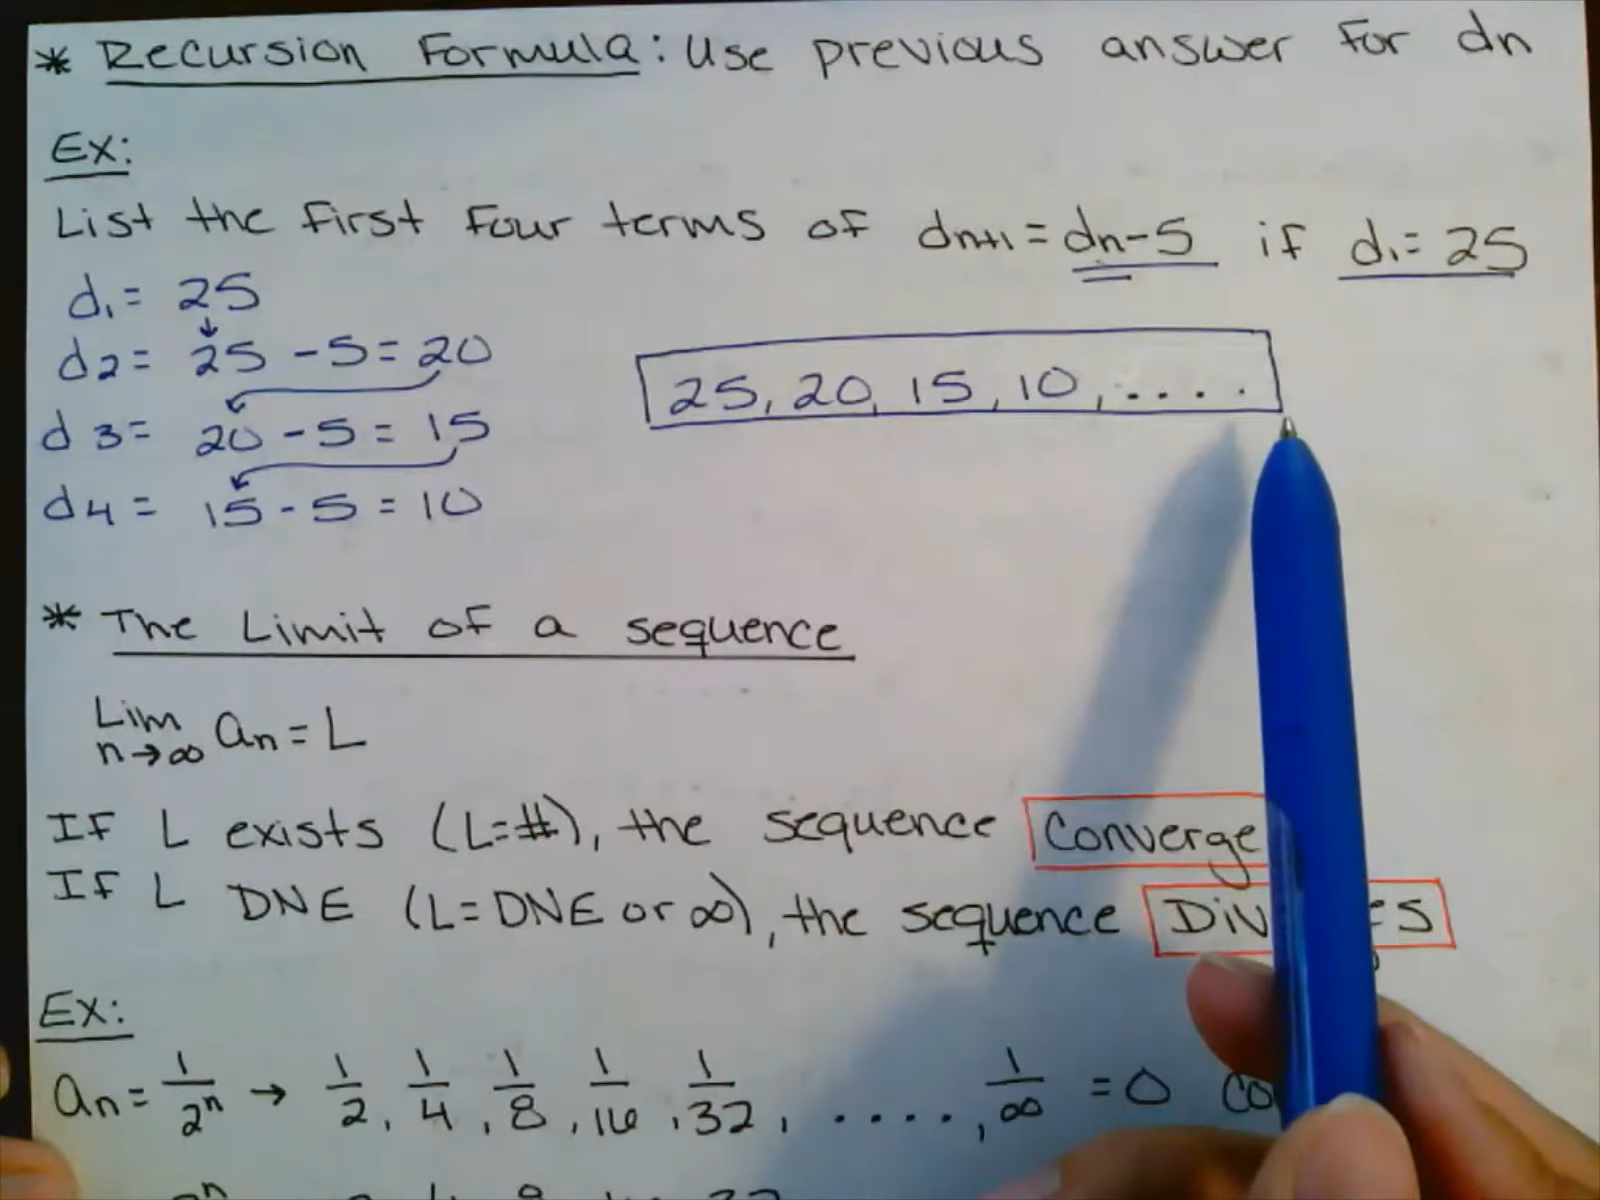 * Recursion Formula: Use previous answer for dn
Ex:
List the first four terms of dn+1 = dn - 5 if d1 = 25
d1 = 25
d2 = 25 - 5 = 20
d3 = 20 - 5 = 15
d4 = 15 - 5 = 10
25, 20, 15, 10, ....
* The Limit of a sequence
Lim n→∞ an = L
If L exists (L=#), the sequence Converge
If L DNE (L= DNE or ∞), the sequence
Ex:
an = 1/2ⁿ → 1/2, 1/4, 1/8, 1/16, 1/32, ...., 1/∞ = 0